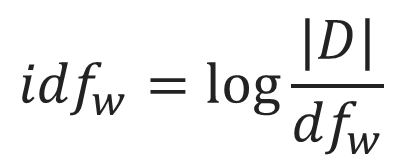 idf_w = log |D| / df_w